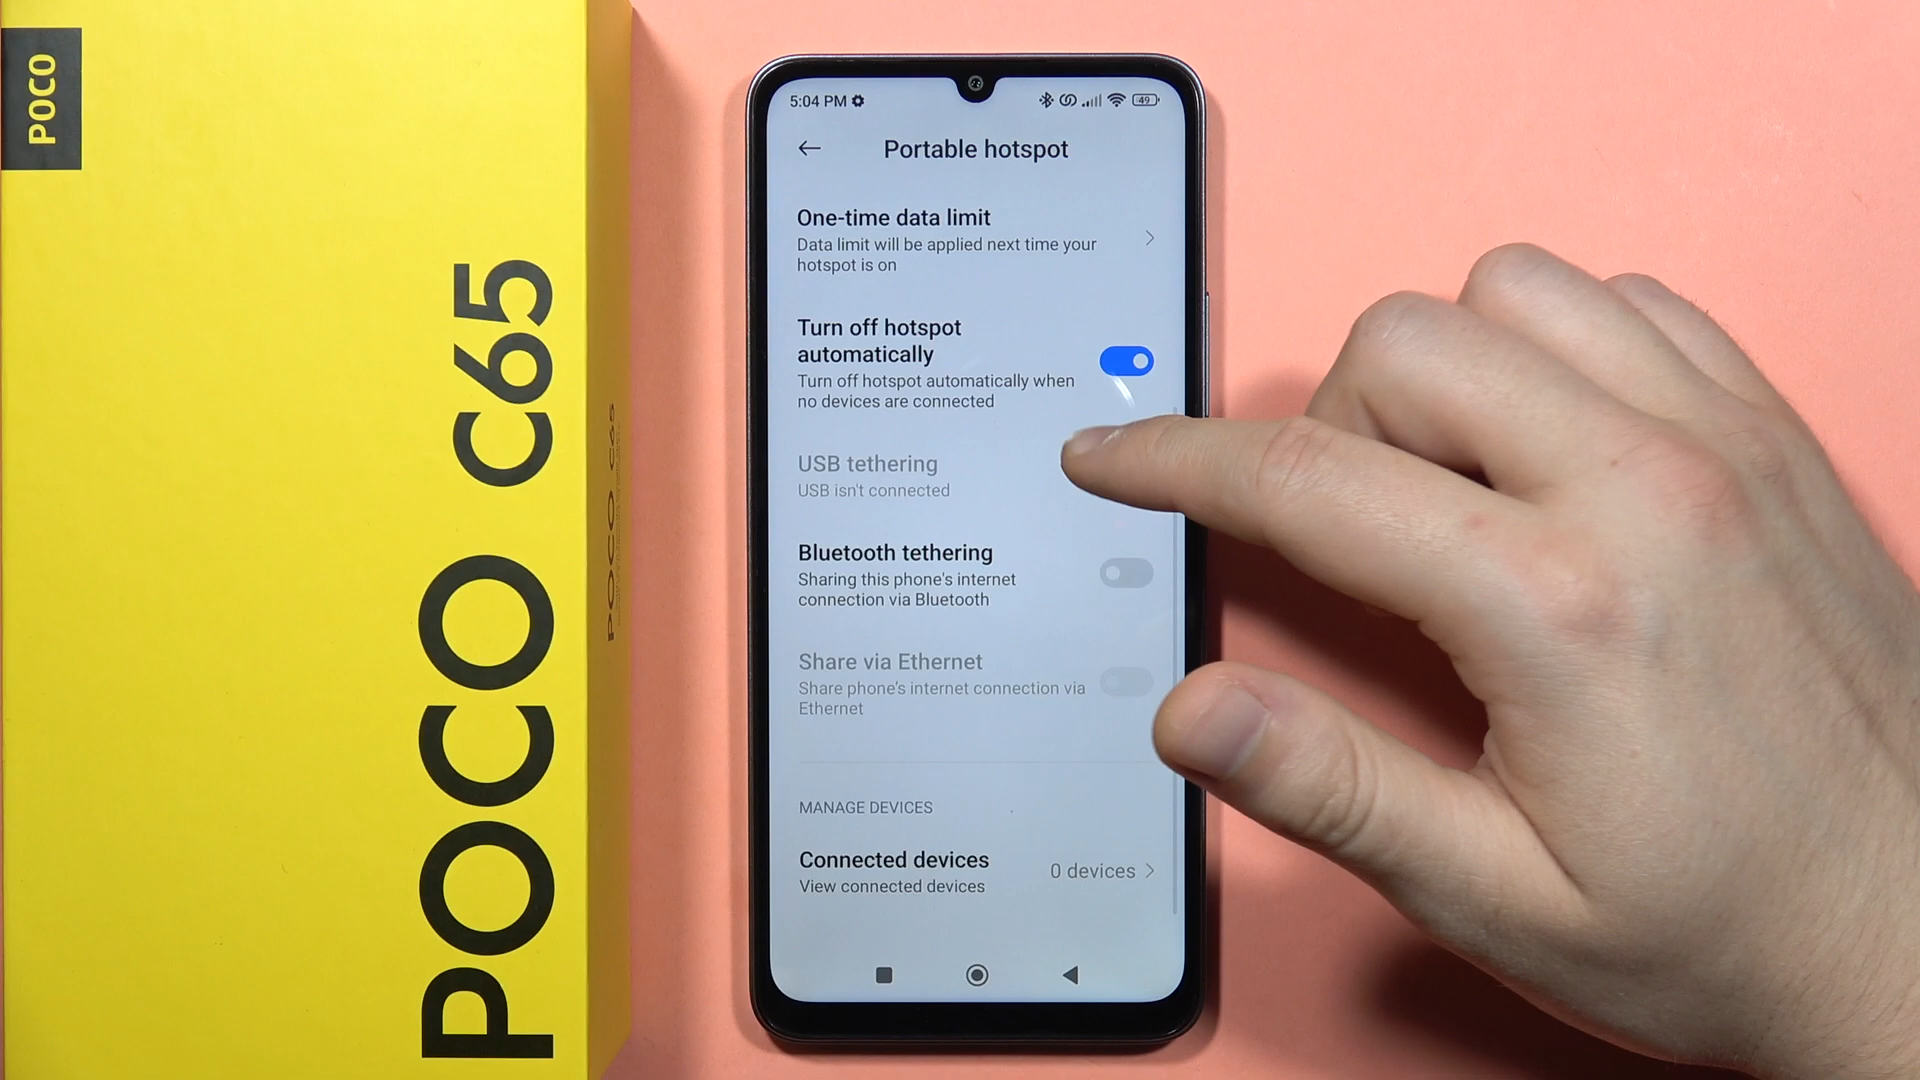 POCO
POCO C65
POCO C65
5:04 PM
49
Portable hotspot
One-time data limit
Data limit will be applied next time your
hotspot is on
Turn off hotspot
automatically
Turn off hotspot automatically when
no devices are connected
USB tethering
USB isn't connected
Bluetooth tethering
Sharing this phone's internet
connection via Bluetooth
Share via Ethernet
Share phone's internet connection via
Ethernet
MANAGE DEVICES
Connected devices
0 devices
View connected devices